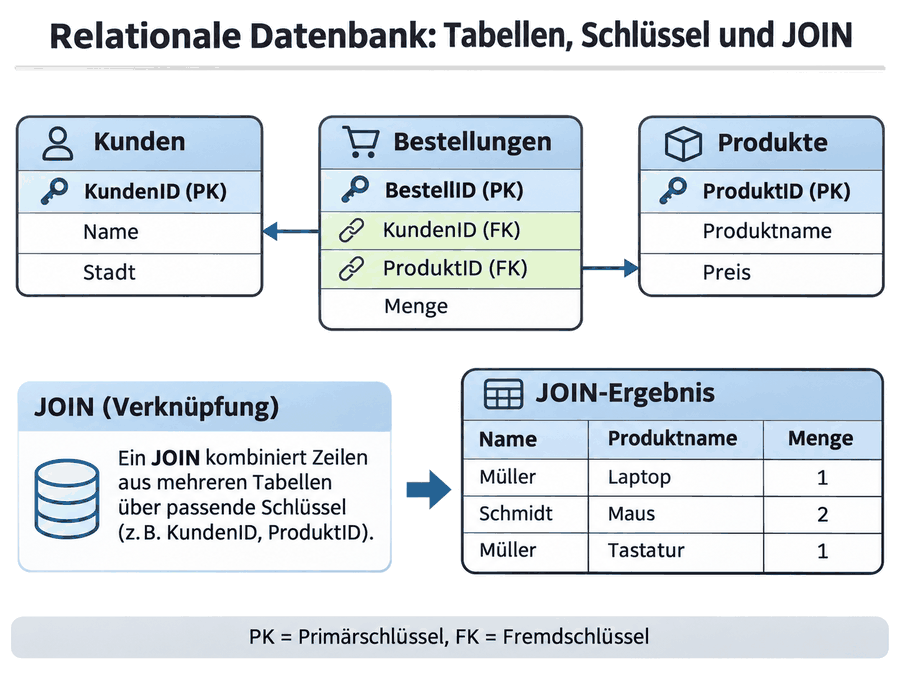 Relationale Datenbank: Tabellen, Schlüssel und JOIN
Kunden
KundenID (PK)
Name
Stadt
Bestellungen
BestellID (PK)
KundenID (FK)
ProduktID (FK)
Menge
Produkte
ProduktID (PK)
Produktname
Preis
JOIN (Verknüpfung)
Ein JOIN kombiniert Zeilen
aus mehreren Tabellen
über passende Schlüssel
(z. B. KundenID, ProduktID).
JOIN-Ergebnis
Name Produktname Menge
Müller Laptop 1
Schmidt Maus 2
Müller Tastatur 1
PK = Primärschlüssel, FK = Fremdschlüssel